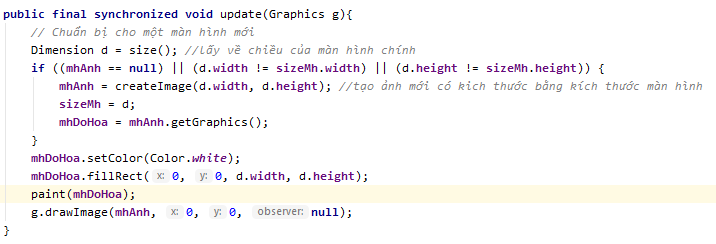 public final synchronized void update(Graphics g){
// Chuẩn bị cho một màn hình mới
Dimension d = size(); //lấy về chiều của màn hình chính
if ((mhAnh == null) || (d.width != sizeMh.width) || (d.height != sizeMh.height)) {
mhAnh = createImage(d.width, d.height); //tạo ảnh mới có kich thước bằng kích thước màn hình
sizeMh = d;
mhDoHoa = mhAnh.getGraphics();
}
mhDoHoa.setColor(Color.white);
mhDoHoa.fillRect( x: 0, y: 0, d.width, d.height);
paint(mhDoHoa);
g.drawImage(mhAnh, x: 0, y: 0, observer: null);
}